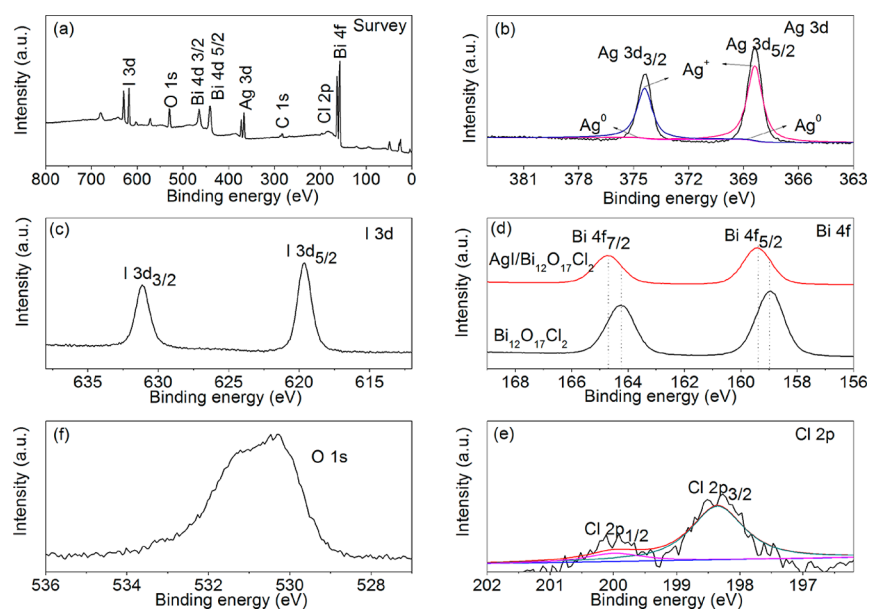 (a) Survey
Intensity (a.u.)
I 3d
O 1s
Bi 4d 3/2
Bi 4d 5/2
Ag 3d
C 1s
Cl 2p
Bi 4f
800 700 600 500 400 300 200 100 0
Binding energy (eV)
(b) Ag 3d
Intensity (a.u.)
Ag 3d3/2
Ag+
Ag 3d5/2
Ag0
Ag0
381 378 375 372 369 366 363
Binding energy (eV)
(c) I 3d
Intensity (a.u.)
I 3d3/2
I 3d5/2
635 630 625 620 615
Binding energy (eV)
(d) Bi 4f
Intensity (a.u.)
Bi 4f7/2
Bi 4f5/2
AgI/Bi12O17Cl2
Bi12O17Cl2
168 166 164 162 160 158 156
Binding energy (eV)
(f)
Intensity (a.u.)
O 1s
536 534 532 530 528
Binding energy (eV)
(e) Cl 2p
Intensity (a.u.)
Cl 2p1/2
Cl 2p3/2
202 201 200 199 198 197
Binding energy (eV)